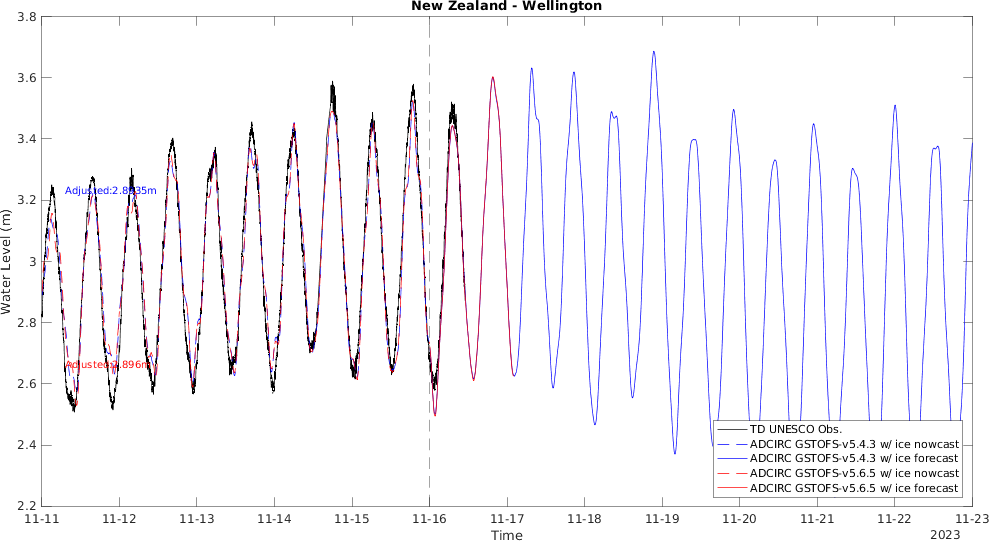 New Zealand - Wellington
3.8
3.6
3.4
3.2
3
2.8
2.6
2.4
2.2
Water Level (m)
Adjusted:2.8935m
TD UNESCO Obs.
ADCIRC GSTOFS-v5.4.3 w/ ice nowcast
ADCIRC GSTOFS-v5.4.3 w/ ice forecast
ADCIRC GSTOFS-v5.6.5 w/ ice nowcast
ADCIRC GSTOFS-v5.6.5 w/ ice forecast
11-11 11-12 11-13 11-14 11-15 11-16 11-17 11-18 11-19 11-20 11-21 11-22 11-23
Time
2023